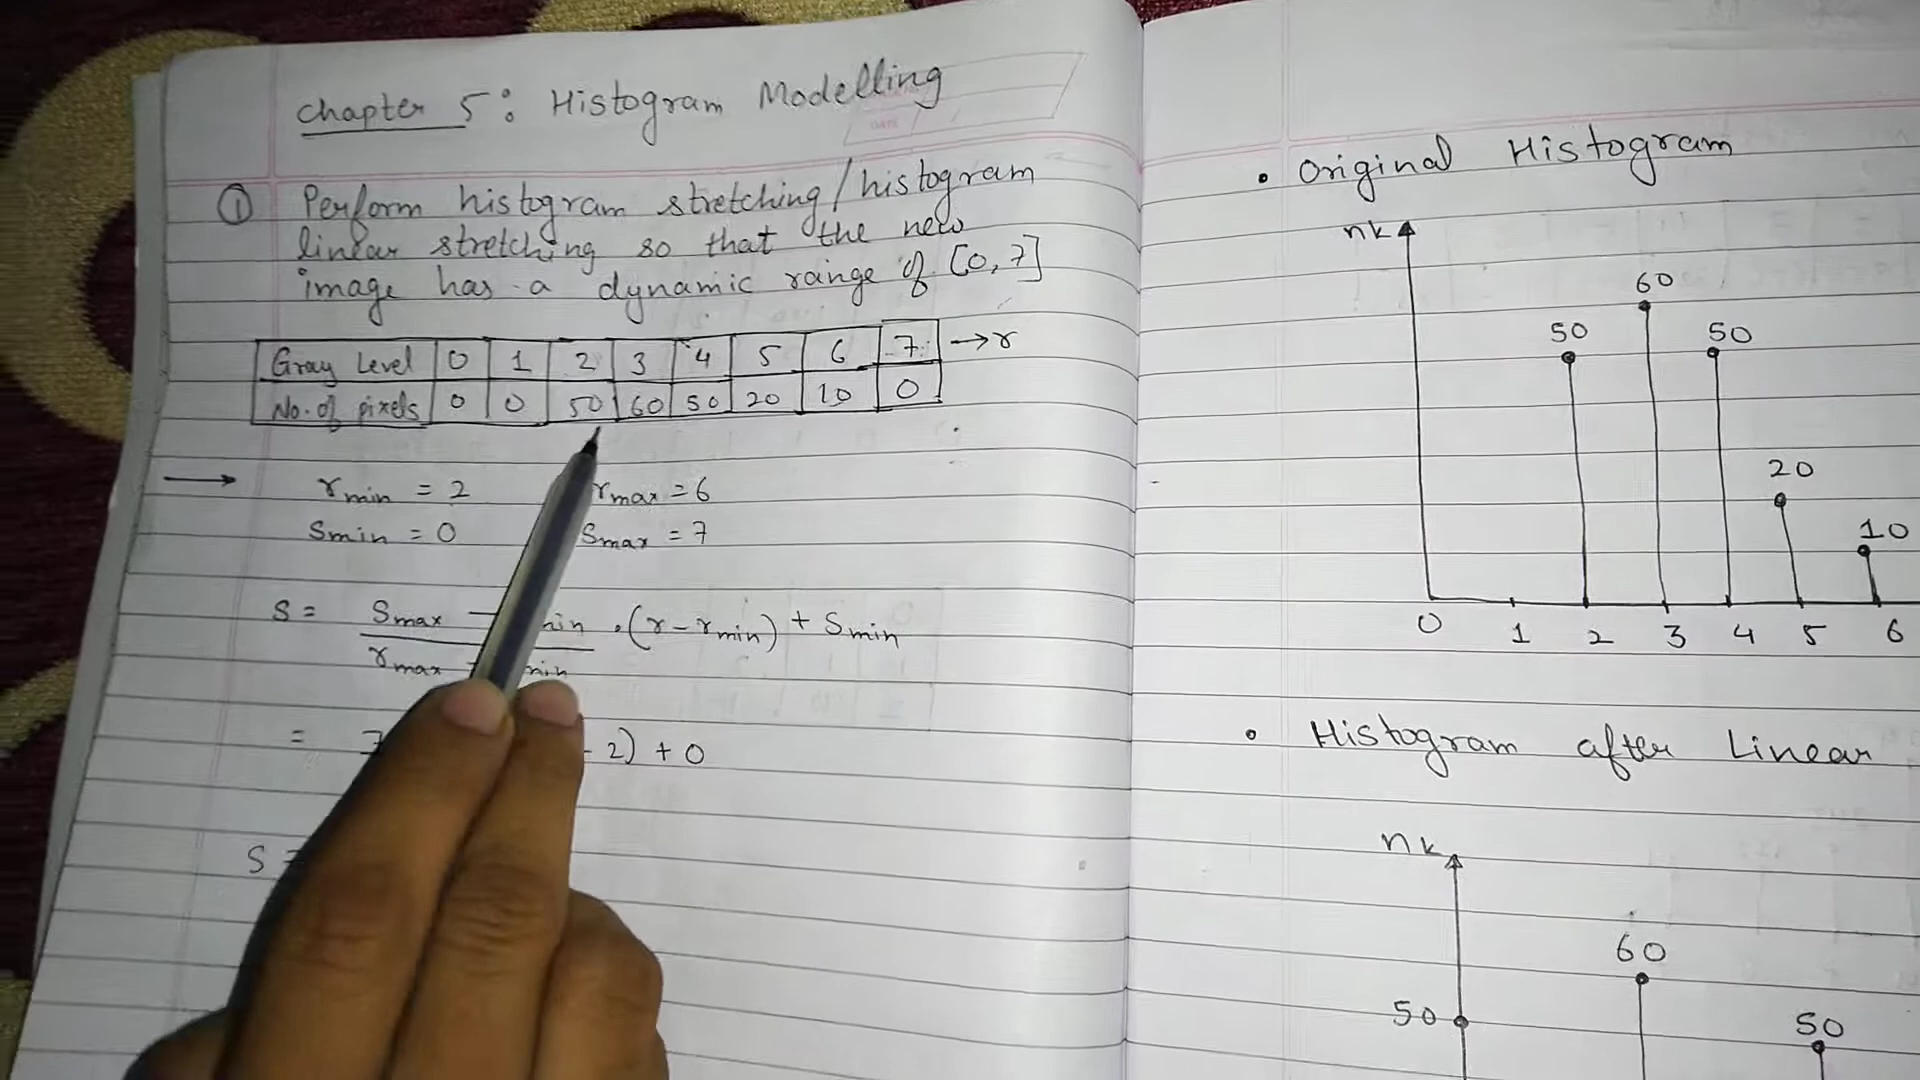 Chapter 5: Histogram Modelling
DATE
① Perform histogram stretching/histogram
linear stretching so that the new
image has a dynamic range of [0,7]
Gray Level 0 1 2 3 4 5 6 7 → r
No. of pixels 0 0 50 60 50 20 10 0
→ rmin = 2 rmax = 6
Smin = 0 Smax = 7
S = Smax - min . (r - rmin) + Smin
rmax - min
= 7 - 2) + 0
S =
• Original Histogram
nk
60
50 50
20
10
0 1 2 3 4 5 6
• Histogram after Linear
nk
60
50
50